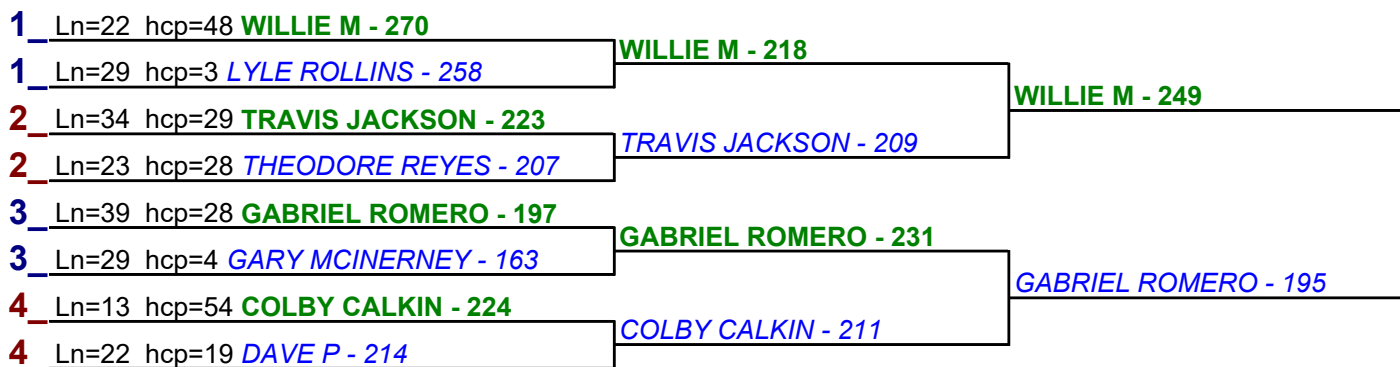 1_ Ln=22 hcp=48 WILLIE M - 270
1_ Ln=29 hcp=3 LYLE ROLLINS - 258
2_ Ln=34 hcp=29 TRAVIS JACKSON - 223
2_ Ln=23 hcp=28 THEODORE REYES - 207
3_ Ln=39 hcp=28 GABRIEL ROMERO - 197
3_ Ln=29 hcp=4 GARY MCINERNEY - 163
4_ Ln=13 hcp=54 COLBY CALKIN - 224
4 Ln=22 hcp=19 DAVE P - 214
WILLIE M - 218
TRAVIS JACKSON - 209
GABRIEL ROMERO - 231
COLBY CALKIN - 211
WILLIE M - 249
GABRIEL ROMERO - 195